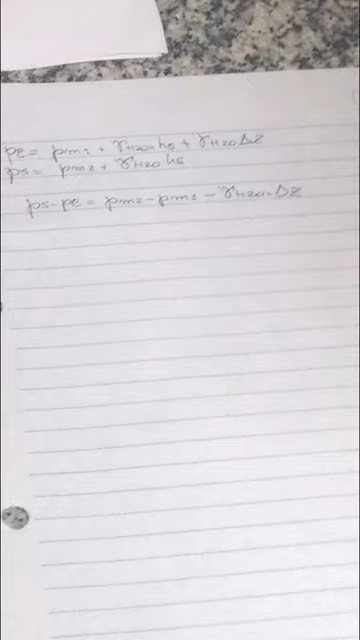 pe = pm1 + γH2O.hs + γH2O ΔZ
ps = pm2 + γH2O hs
ps - pe = pm2 - pm1 - γH2O.ΔZ